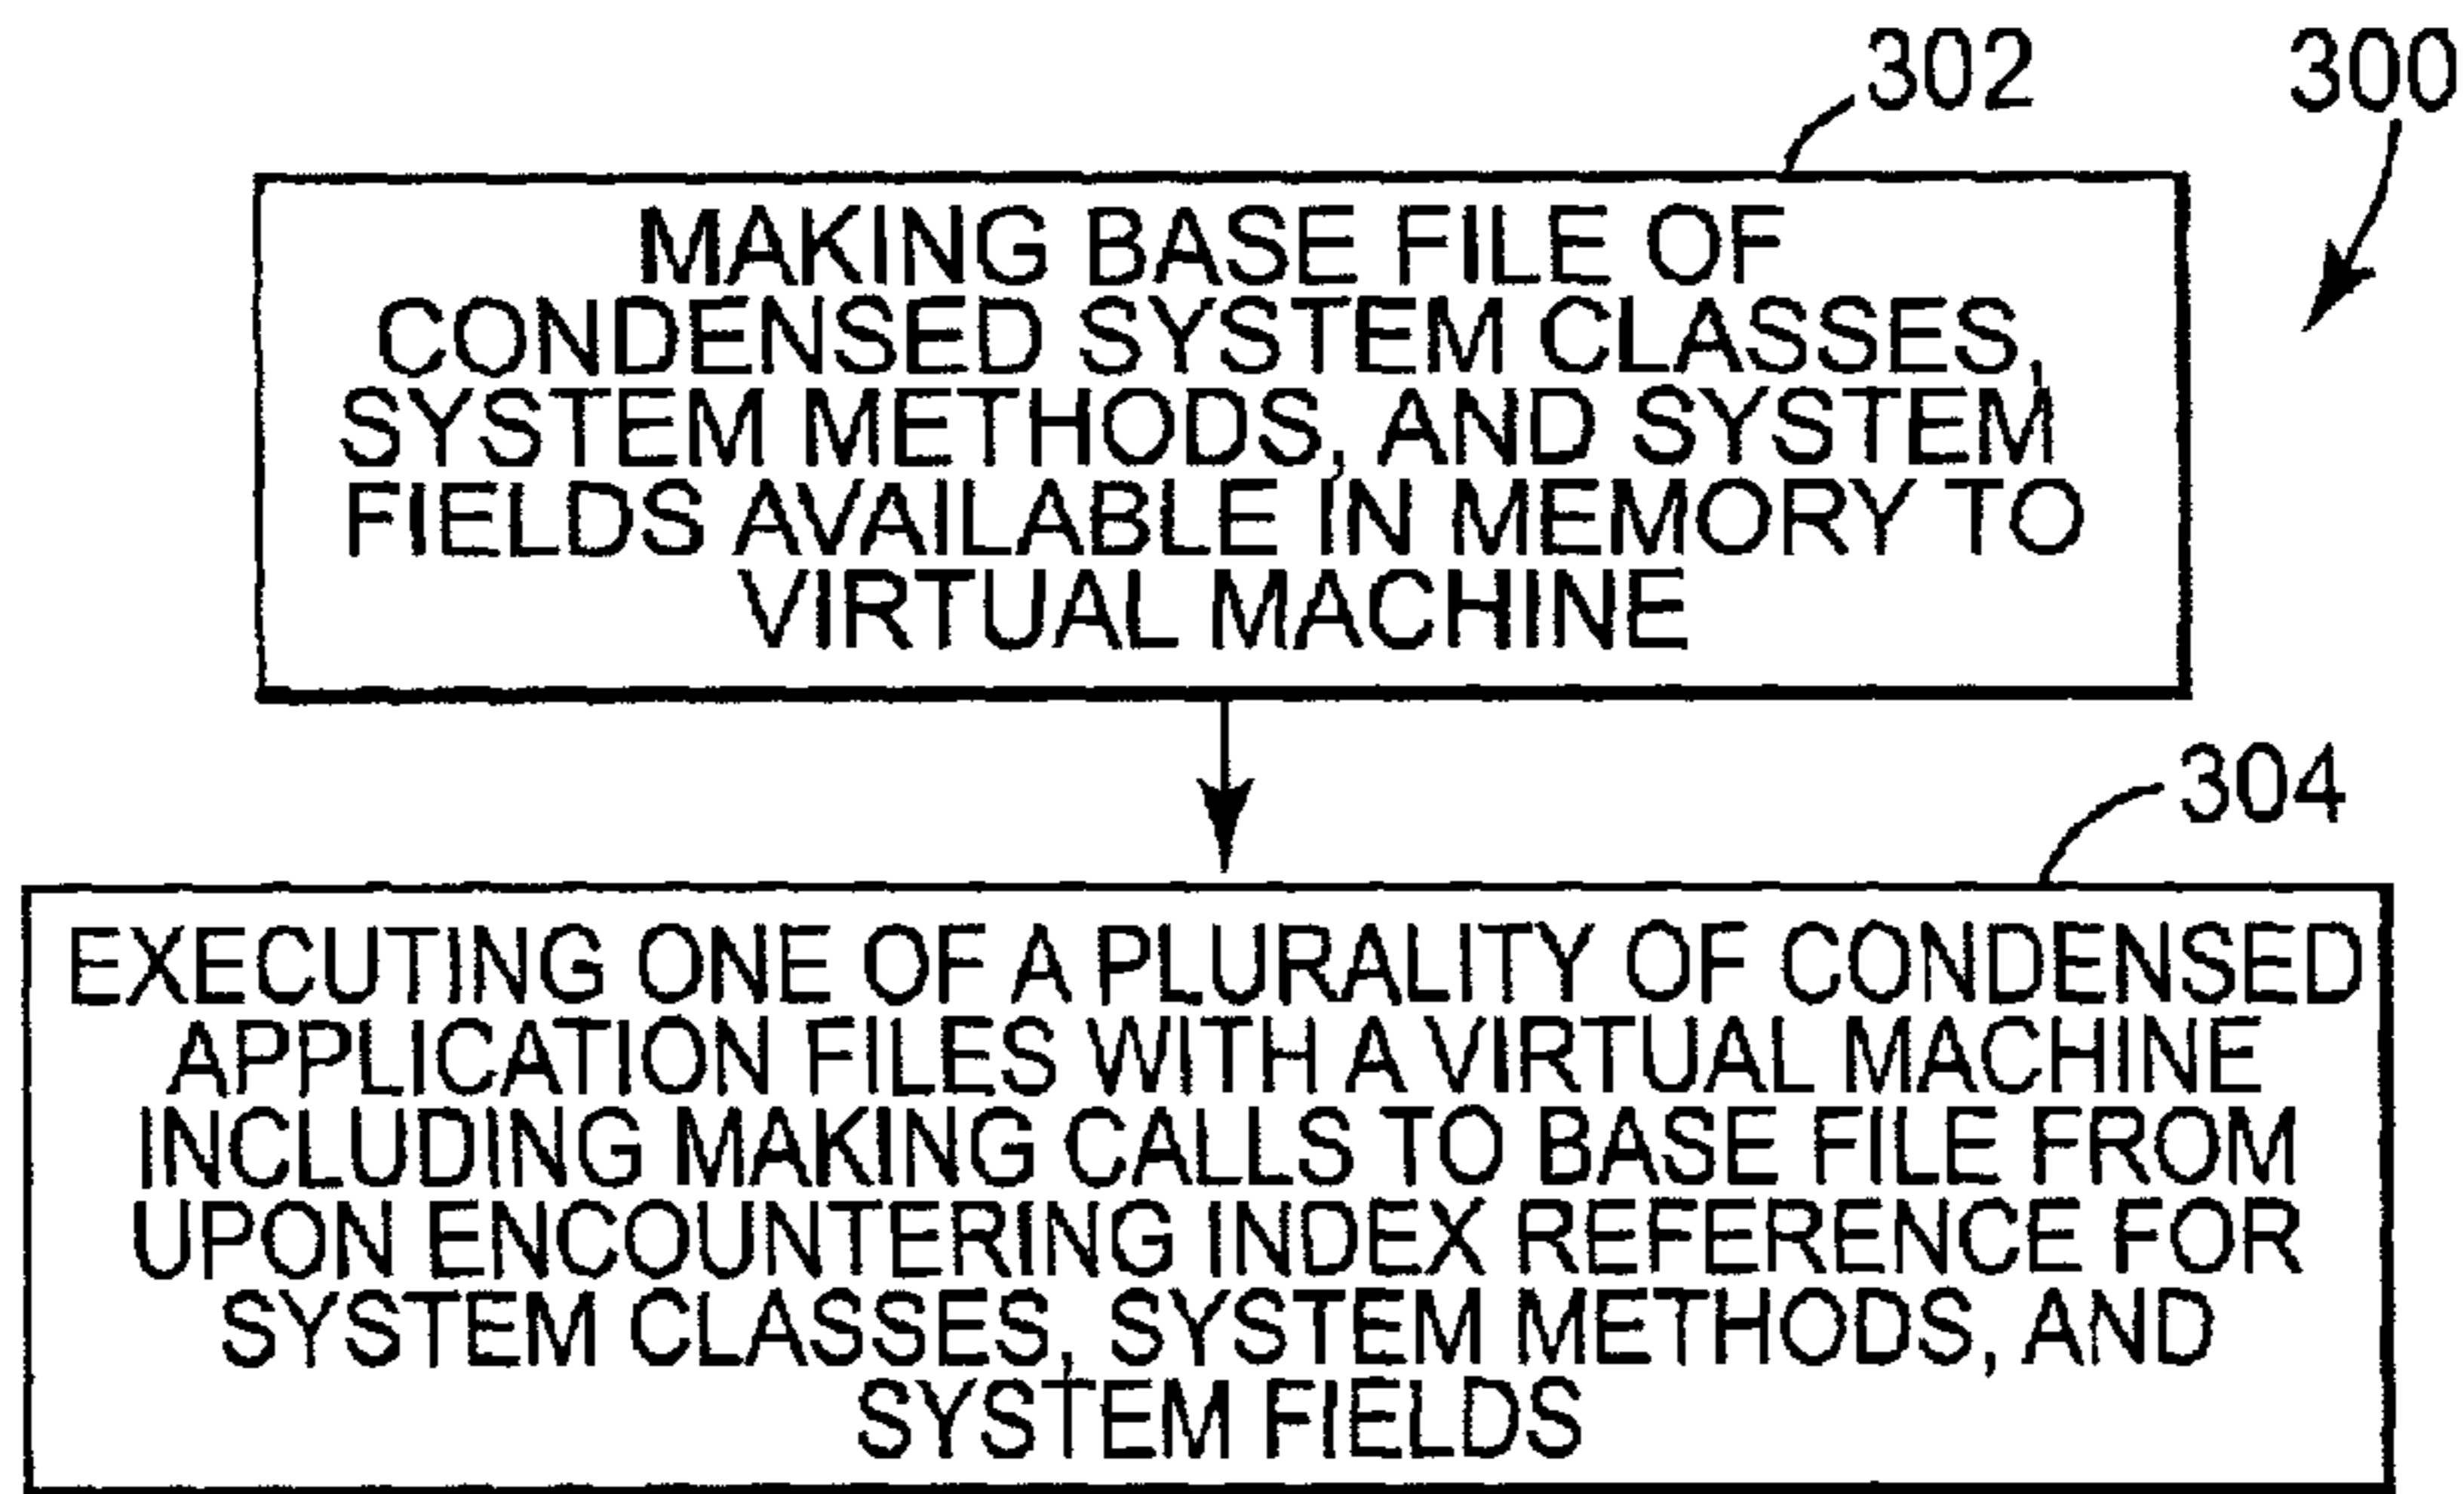 302
300
MAKING BASE FILE OF
CONDENSED SYSTEM CLASSES,
SYSTEM METHODS, AND SYSTEM
FIELDS AVAILABLE IN MEMORY TO
VIRTUAL MACHINE
304
EXECUTING ONE OF A PLURALITY OF CONDENSED
APPLICATION FILES WITH A VIRTUAL MACHINE
INCLUDING MAKING CALLS TO BASE FILE FROM
UPON ENCOUNTERING INDEX REFERENCE FOR
SYSTEM CLASSES, SYSTEM METHODS, AND
SYSTEM FIELDS